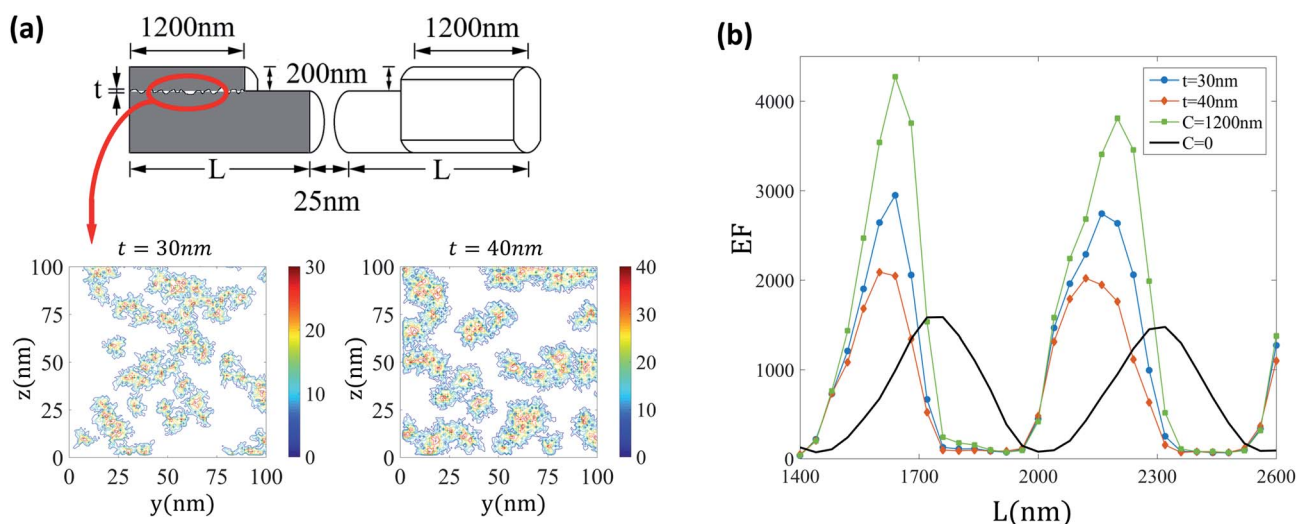 (a)
1200nm
1200nm
200nm
t
L
L
25nm
t = 30nm
t = 40nm
100
75
50
25
0
z(nm)
0 25 50 75 100
y(nm)
30
20
10
0
100
75
50
25
0
z(nm)
0 25 50 75 100
y(nm)
40
30
20
10
0
(b)
t=30nm
t=40nm
C=1200nm
C=0
EF
4000
3000
2000
1000
0
1400 1700 2000 2300 2600
L(nm)